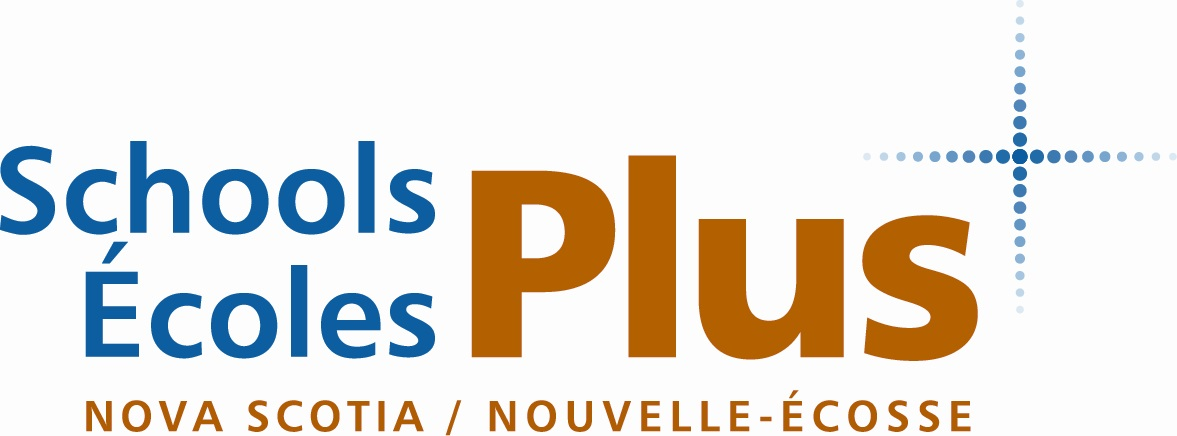 Schools
Écoles
Plus
NOVA SCOTIA / NOUVELLE-ÉCOSSE